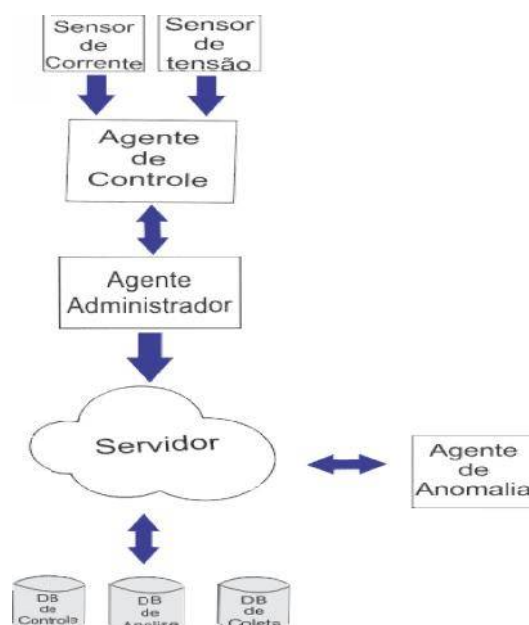 Sensor
de
Corrente
Sensor
de
tensão
Agente
de
Controle
Agente
Administrador
Servidor
Agente
de
Anomalia
DB
de
Controle
DB
de
DB
de
Coleta